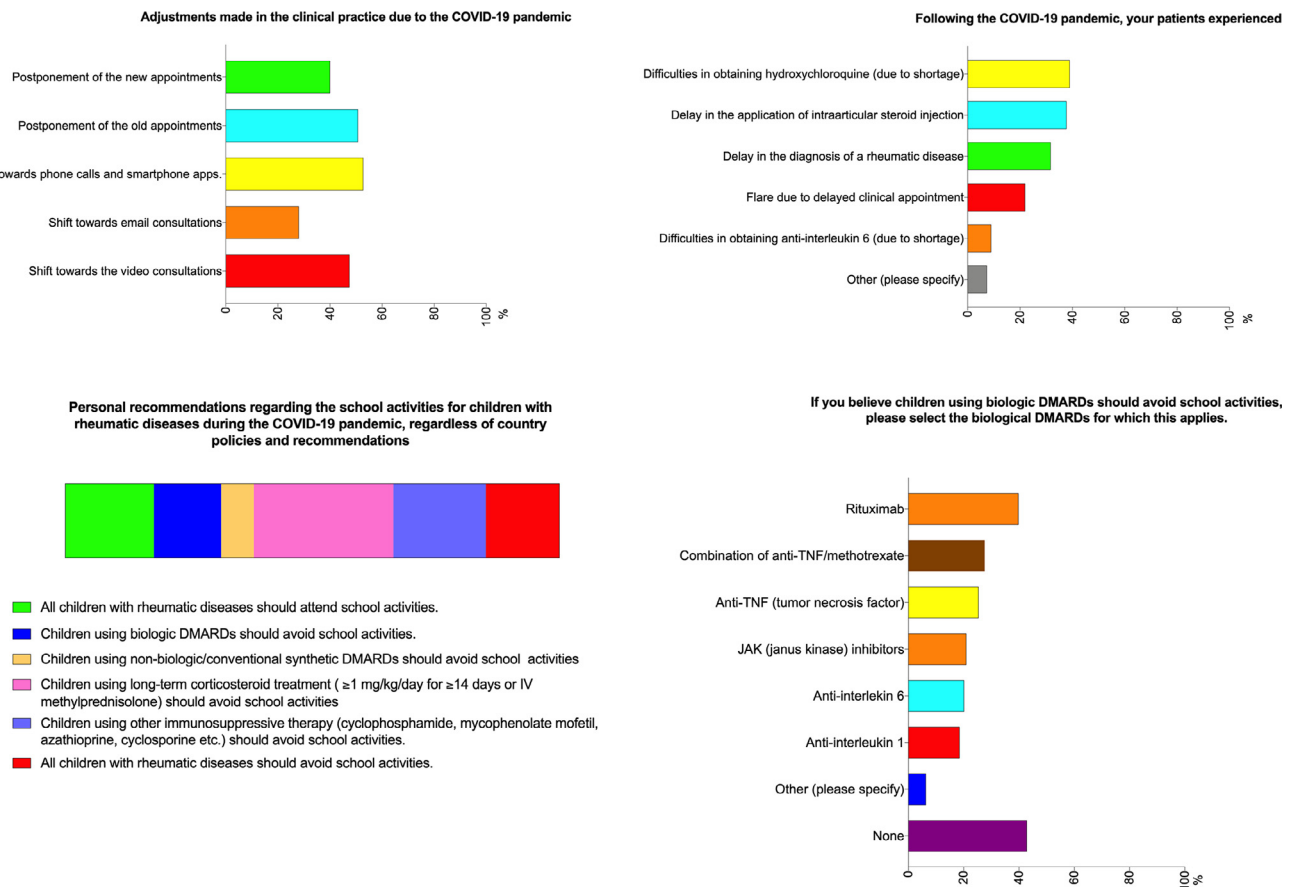 Adjustments made in the clinical practice due to the COVID-19 pandemic
Postponement of the new appointments
Postponement of the old appointments
owards phone calls and smartphone apps.
Shift towards email consultations
Shift towards the video consultations
0 20 40 60 80 100 %
Following the COVID-19 pandemic, your patients experienced
Difficulties in obtaining hydroxychloroquine (due to shortage)
Delay in the application of intraarticular steroid injection
Delay in the diagnosis of a rheumatic disease
Flare due to delayed clinical appointment
Difficulties in obtaining anti-interleukin 6 (due to shortage)
Other (please specify)
0 20 40 60 80 100 %
Personal recommendations regarding the school activities for children with
rheumatic diseases during the COVID-19 pandemic, regardless of country
policies and recommendations
All children with rheumatic diseases should attend school activities.
Children using biologic DMARDs should avoid school activities.
Children using non-biologic/conventional synthetic DMARDs should avoid school activities
Children using long-term corticosteroid treatment ( ≥1 mg/kg/day for ≥14 days or IV
methylprednisolone) should avoid school activities
Children using other immunosuppressive therapy (cyclophosphamide, mycophenolate mofetil,
azathioprine, cyclosporine etc.) should avoid school activities.
All children with rheumatic diseases should avoid school activities.
If you believe children using biologic DMARDs should avoid school activities,
please select the biological DMARDs for which this applies.
Rituximab
Combination of anti-TNF/methotrexate
Anti-TNF (tumor necrosis factor)
JAK (janus kinase) inhibitors
Anti-interlekin 6
Anti-interleukin 1
Other (please specify)
None
0 20 40 60 80 100 %